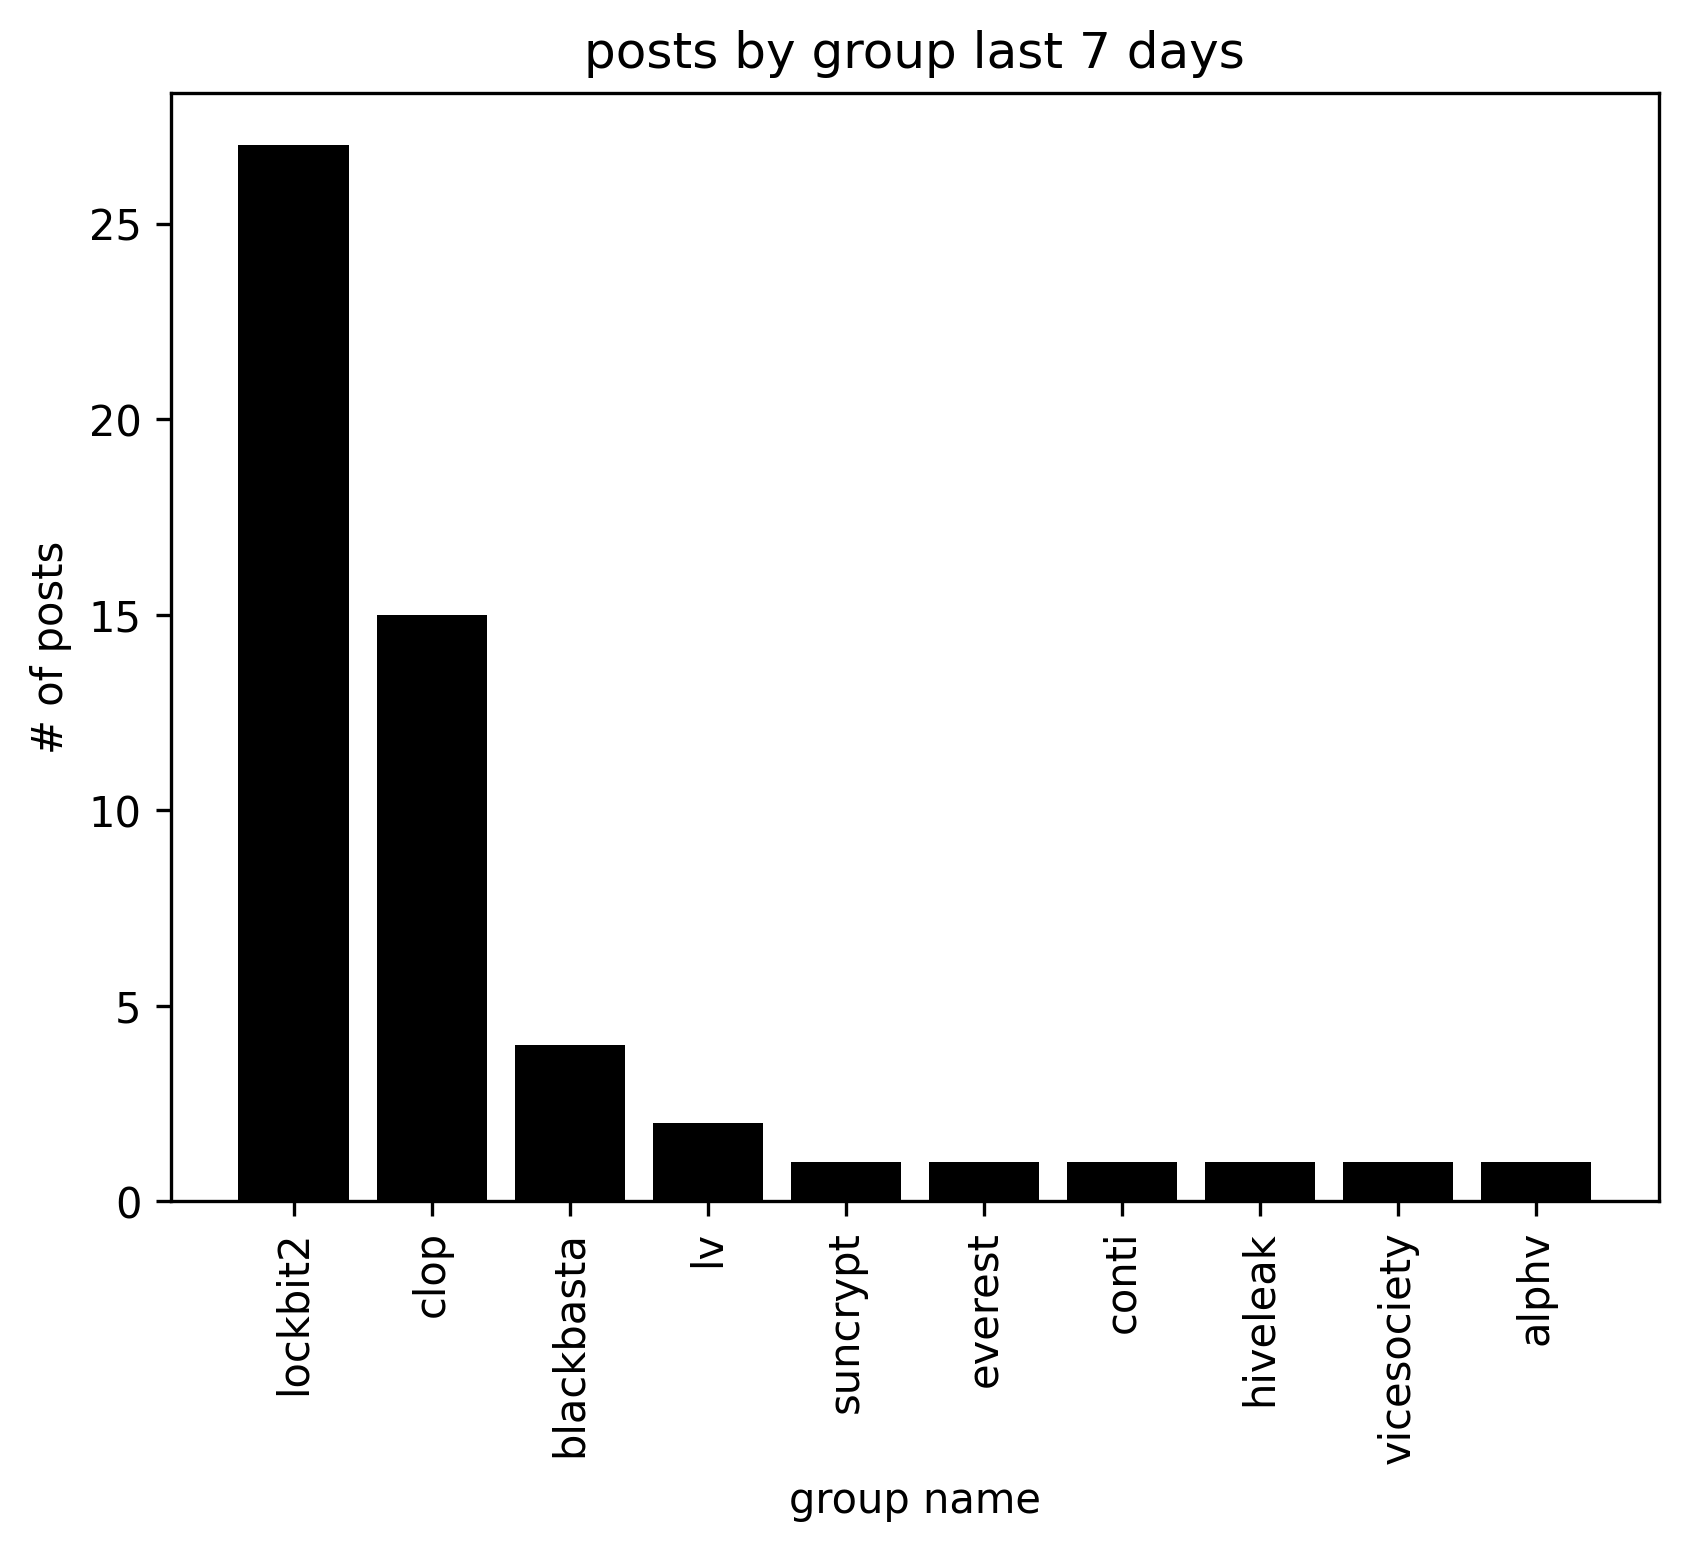 posts by group last 7 days
# of posts
25
20
15
10
5
0
lockbit2
clop
blackbasta
lv
suncrypt
everest
conti
hiveleak
vicesociety
alphv
group name